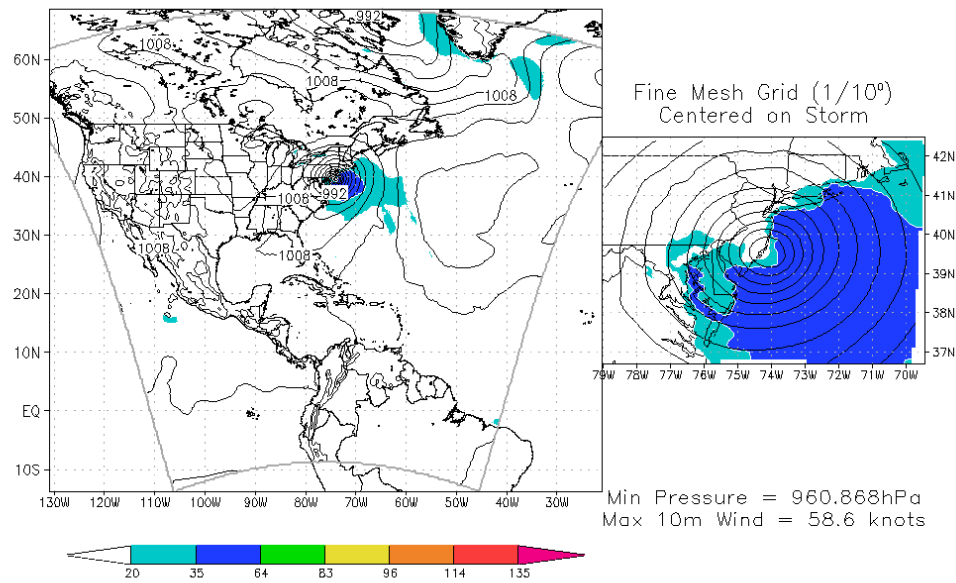 992
1008
1008
1008
60N
50N
40N
992
1008
30N
1008
1008
20N
10N
EQ
10S
130W 120W 110W 100W 90W 80W 70W 60W 50W 40W 30W
Fine Mesh Grid (1/10⁰)
Centered on Storm
42N
41N
40N
39N
38N
37N
79W 78W 77W 76W 75W 74W 73W 72W 71W 70W
Min Pressure = 960.868hPa
Max 10m Wind = 58.6 knots
20 35 64 83 96 114 135